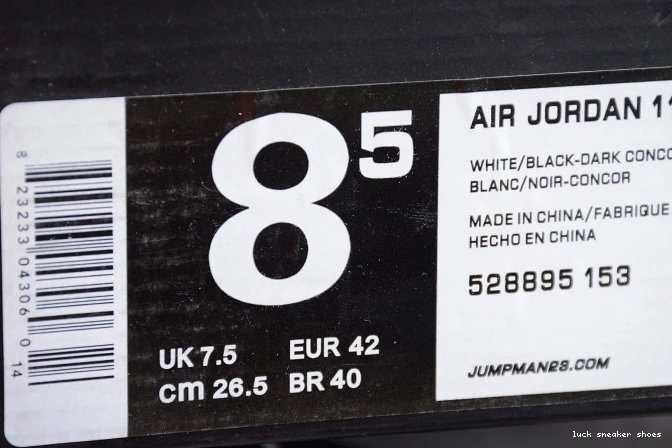 8 23233 04306 0 14
8 5
UK 7.5 EUR 42
cm 26.5 BR 40
AIR JORDAN 11
WHITE/BLACK-DARK CONCO
BLANC/NOIR-CONCOR
MADE IN CHINA/FABRIQUE
HECHO EN CHINA
528895 153
JUMPMAN23.COM
luck sneaker shoes